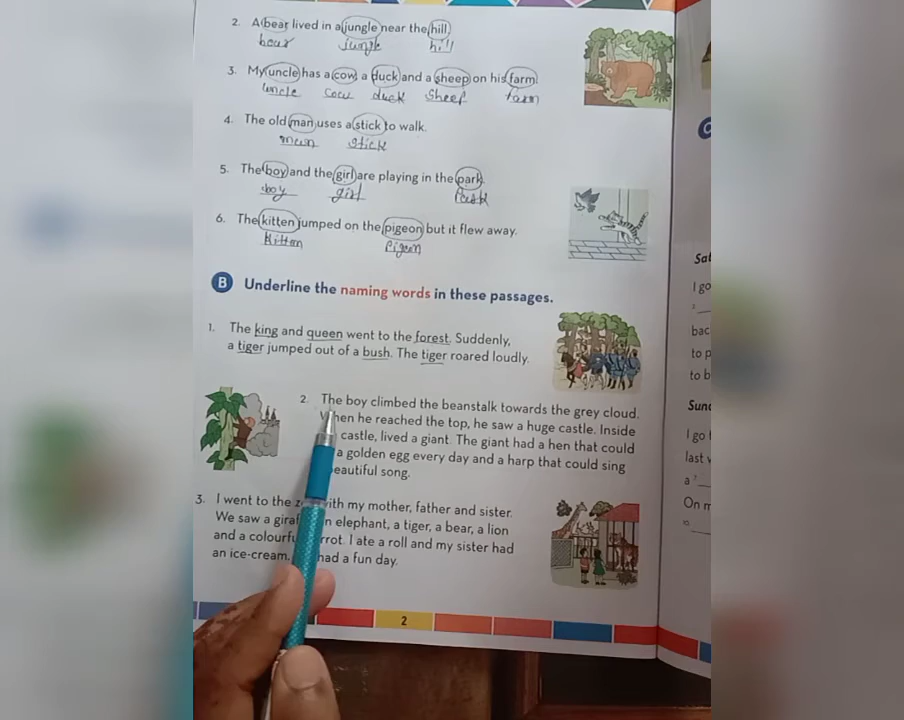 2. A bear lived in a jungle near the hill.
bear jungle hill
3. My uncle has a cow, a duck and a sheep on his farm.
uncle cow duck sheep farm
4. The old man uses a stick to walk.
man stick
5. The boy and the girl are playing in the park.
boy girl Park
6. The kitten jumped on the pigeon but it flew away.
Kitten Pigeon
B Underline the naming words in these passages.
1. The king and queen went to the forest. Suddenly,
a tiger jumped out of a bush. The tiger roared loudly.
2. The boy climbed the beanstalk towards the grey cloud.
hen he reached the top, he saw a huge castle. Inside
castle, lived a giant. The giant had a hen that could
a golden egg every day and a harp that could sing
eautiful song.
3. I went to the z ith my mother, father and sister.
We saw a giraf n elephant, a tiger, a bear, a lion
and a colourfu rrot. I ate a roll and my sister had
an ice-cream. had a fun day.
2
C
Sat
I go
bac
to p
to b
Sun
I go t
last v
a
On m